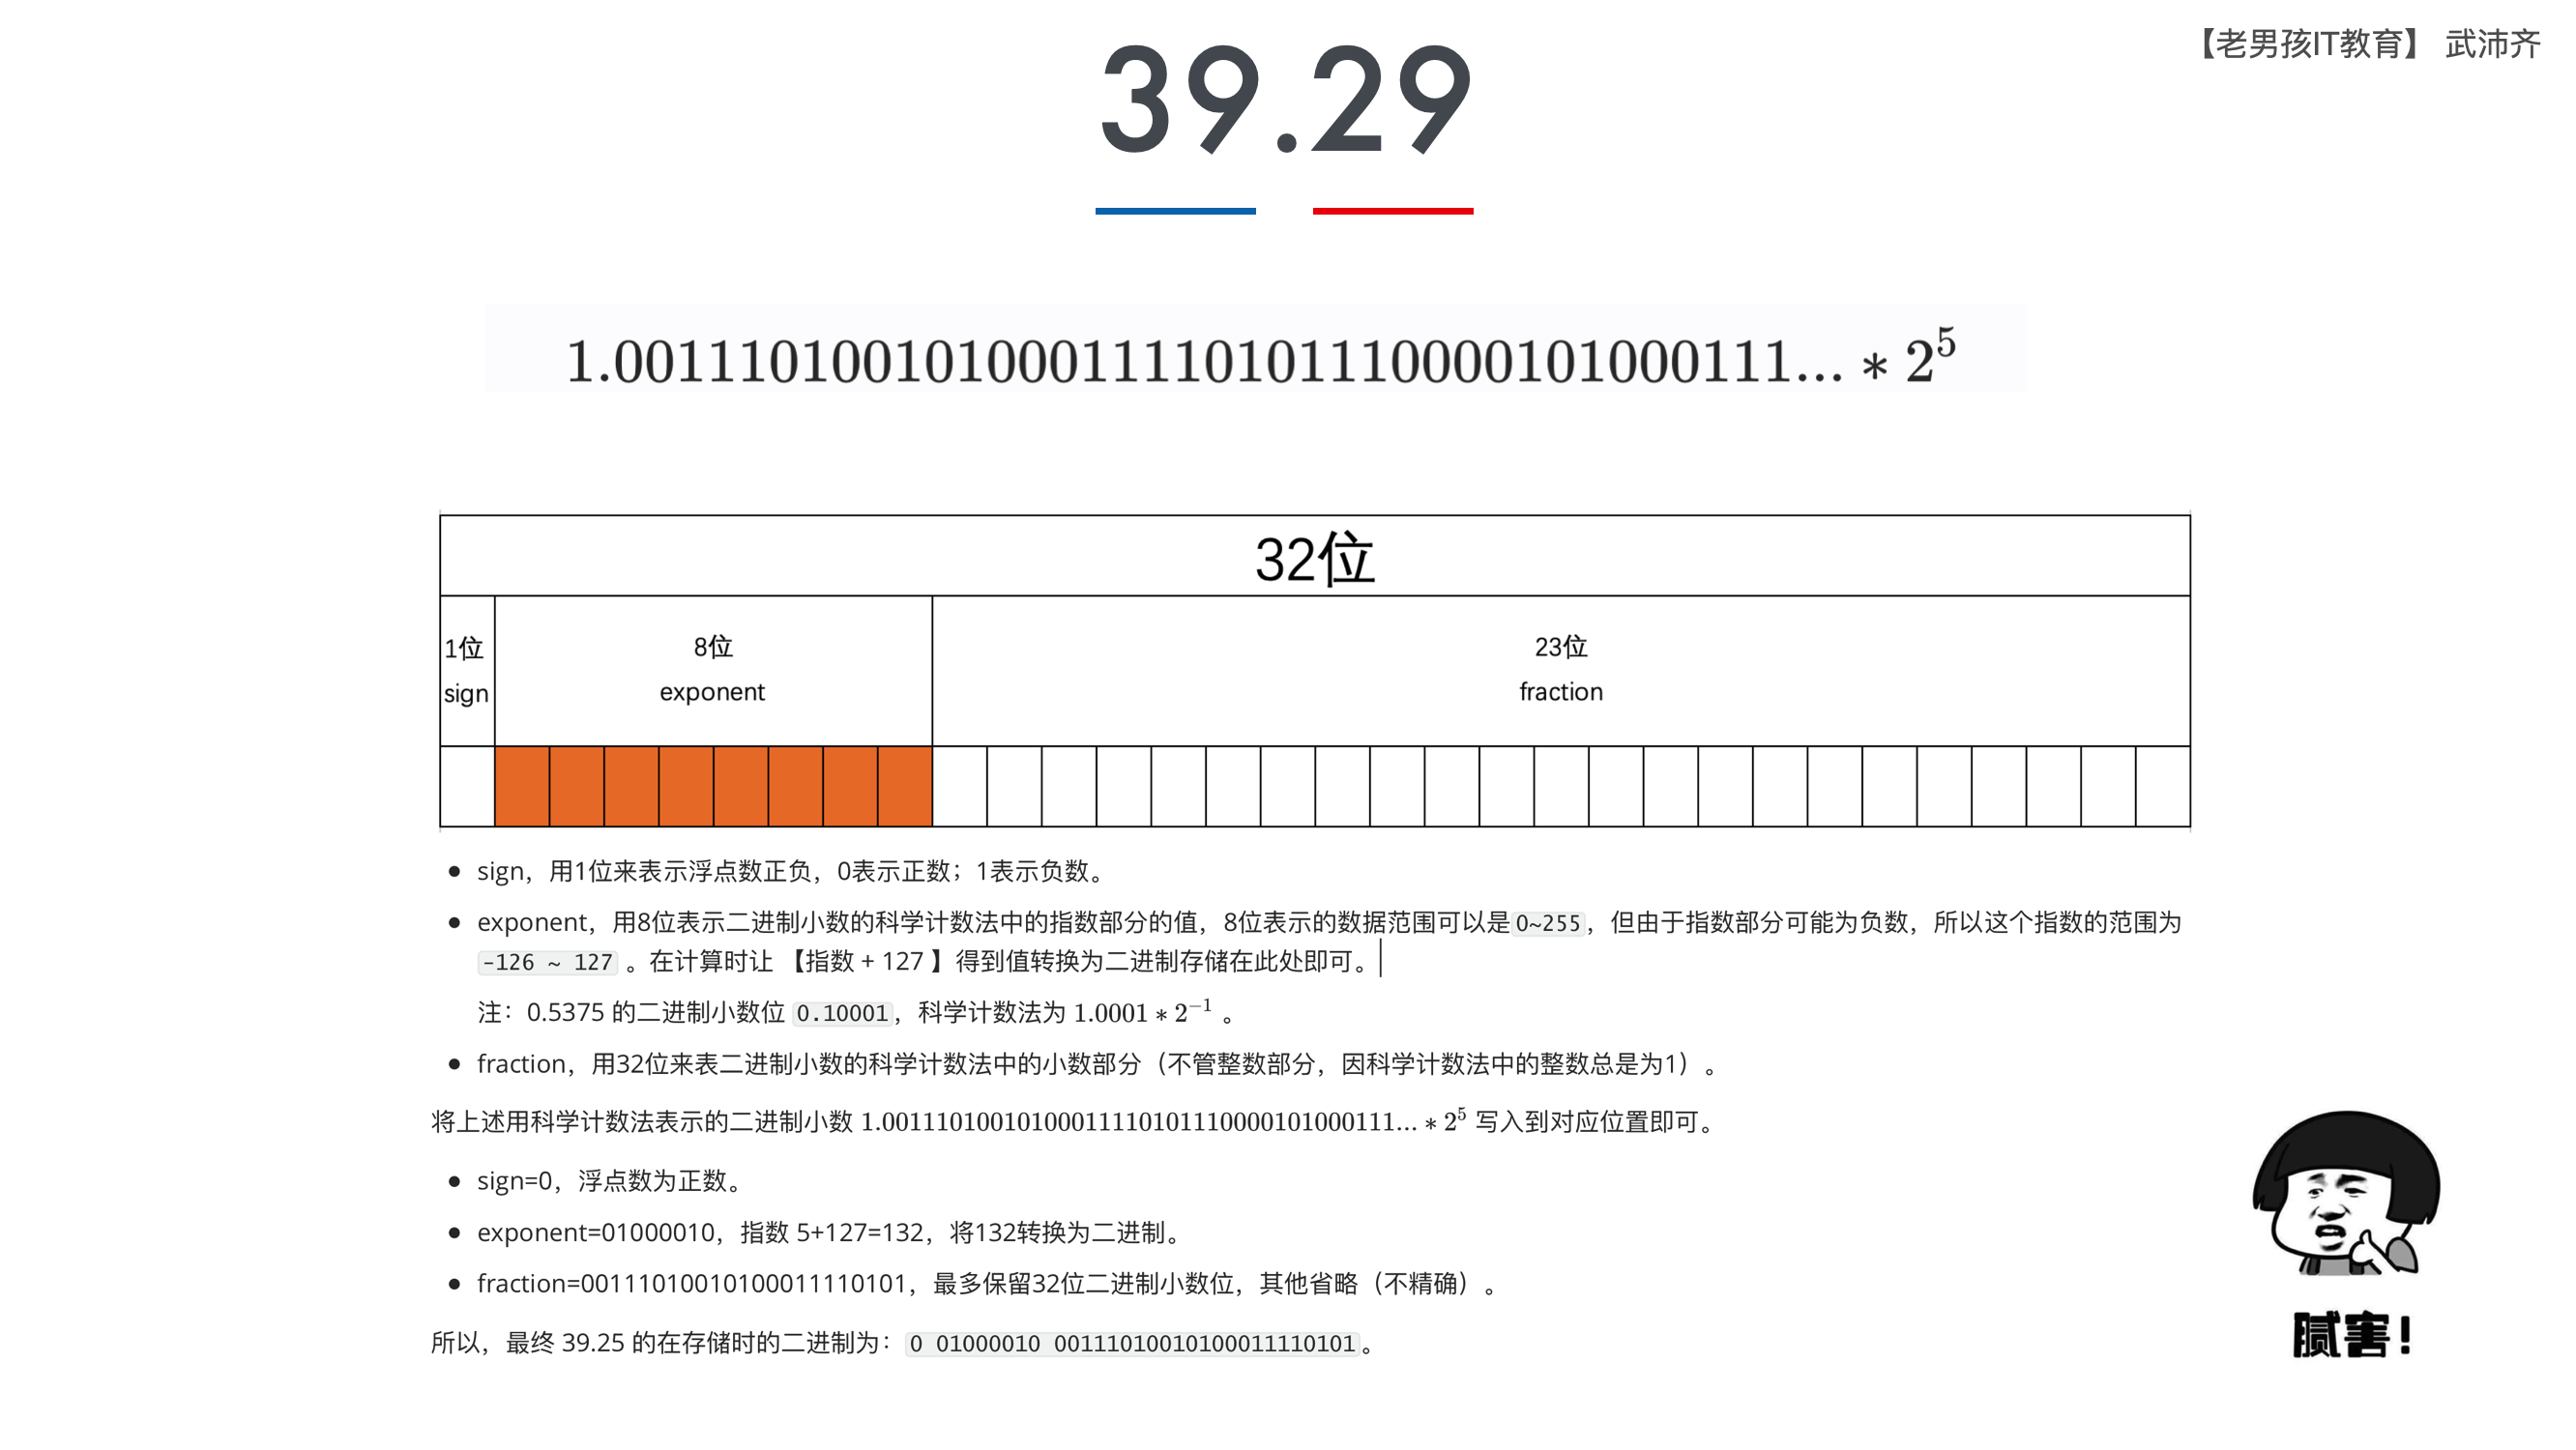 【老男孩IT教育】 武沛齐
39.29
1.00111010010100011110101110000101000111... * 2^5
32位
1位
sign
8位
exponent
23位
fraction
sign，用1位来表示浮点数正负，0表示正数；1表示负数。
exponent，用8位表示二进制小数的科学计数法中的指数部分的值，8位表示的数据范围可以是0~255，但由于指数部分可能为负数，所以这个指数的范围为
-126 ~ 127 。在计算时让 【指数 + 127 】得到值转换为二进制存储在此处即可。
注：0.5375 的二进制小数位 0.10001，科学计数法为 1.0001 * 2^−1 。
fraction，用32位来表二进制小数的科学计数法中的小数部分（不管整数部分，因科学计数法中的整数总是为1）。
将上述用科学计数法表示的二进制小数 1.00111010010100011110101110000101000111... * 2^5 写入到对应位置即可。
sign=0，浮点数为正数。
exponent=01000010，指数 5+127=132，将132转换为二进制。
fraction=00111010010100011110101，最多保留32位二进制小数位，其他省略（不精确）。
所以，最终 39.25 的在存储时的二进制为： 0 01000010 00111010010100011110101。
腻害！